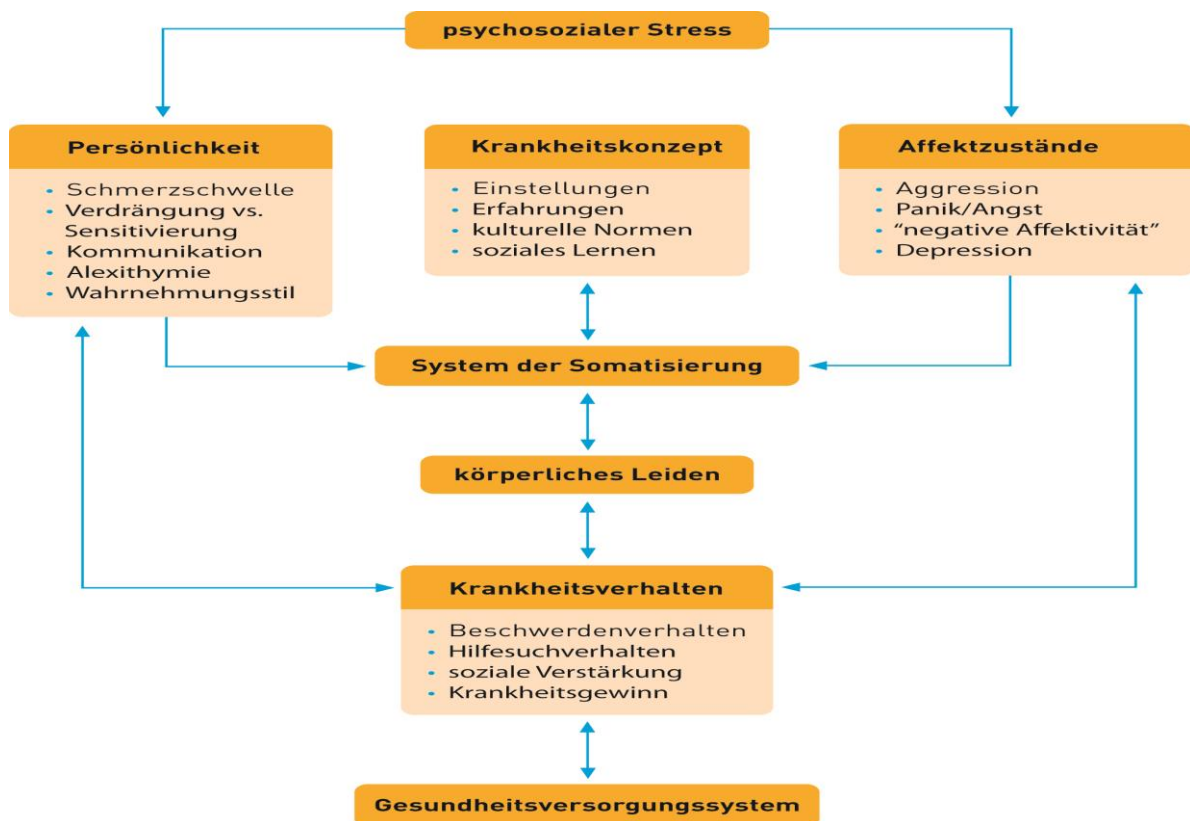 psychosozialer Stress
Persönlichkeit
• Schmerzschwelle
• Verdrängung vs.
Sensitivierung
• Kommunikation
• Alexithymie
• Wahrnehmungsstil
Krankheitskonzept
• Einstellungen
• Erfahrungen
• kulturelle Normen
• soziales Lernen
Affektzustände
• Aggression
• Panik/Angst
• “negative Affektivität”
• Depression
System der Somatisierung
körperliches Leiden
Krankheitsverhalten
• Beschwerdenverhalten
• Hilfesuchverhalten
• soziale Verstärkung
• Krankheitsgewinn
Gesundheitsversorgungssystem